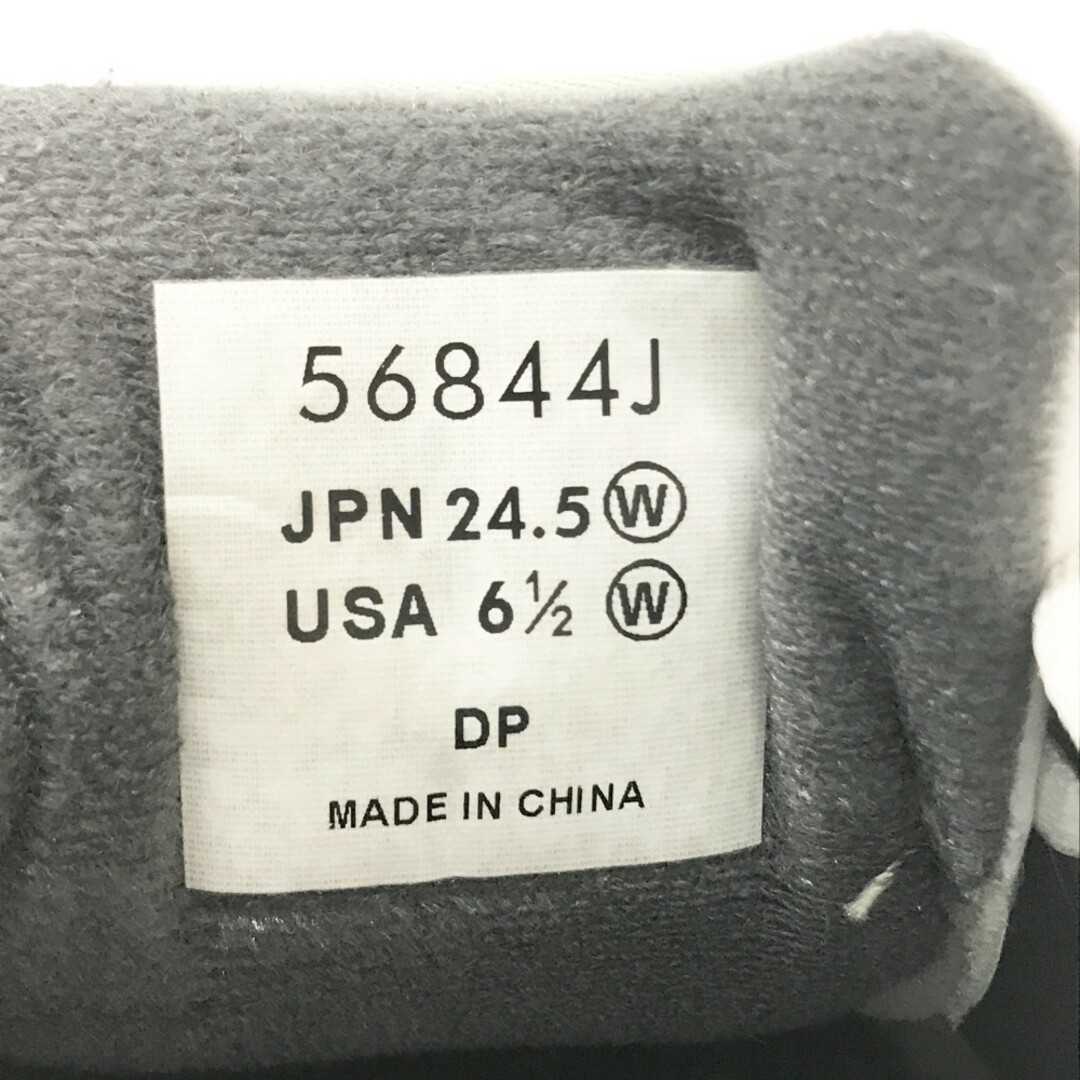 56844J
JPN 24.5 Ⓦ
USA 6½ Ⓦ
DP
MADE IN CHINA